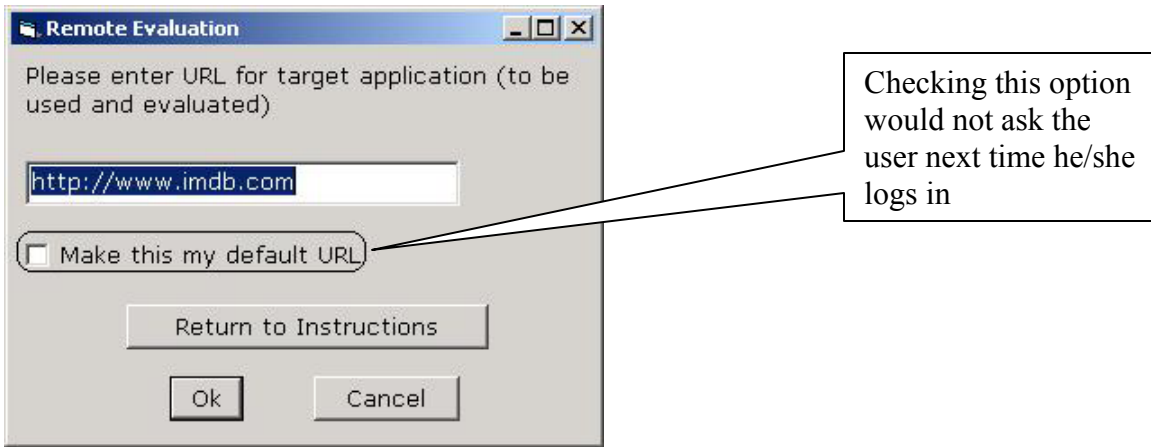 Remote Evaluation
Please enter URL for target application (to be
used and evaluated)
http://www.imdb.com
Make this my default URL
Return to Instructions
Ok
Cancel
Checking this option
would not ask the
user next time he/she
logs in